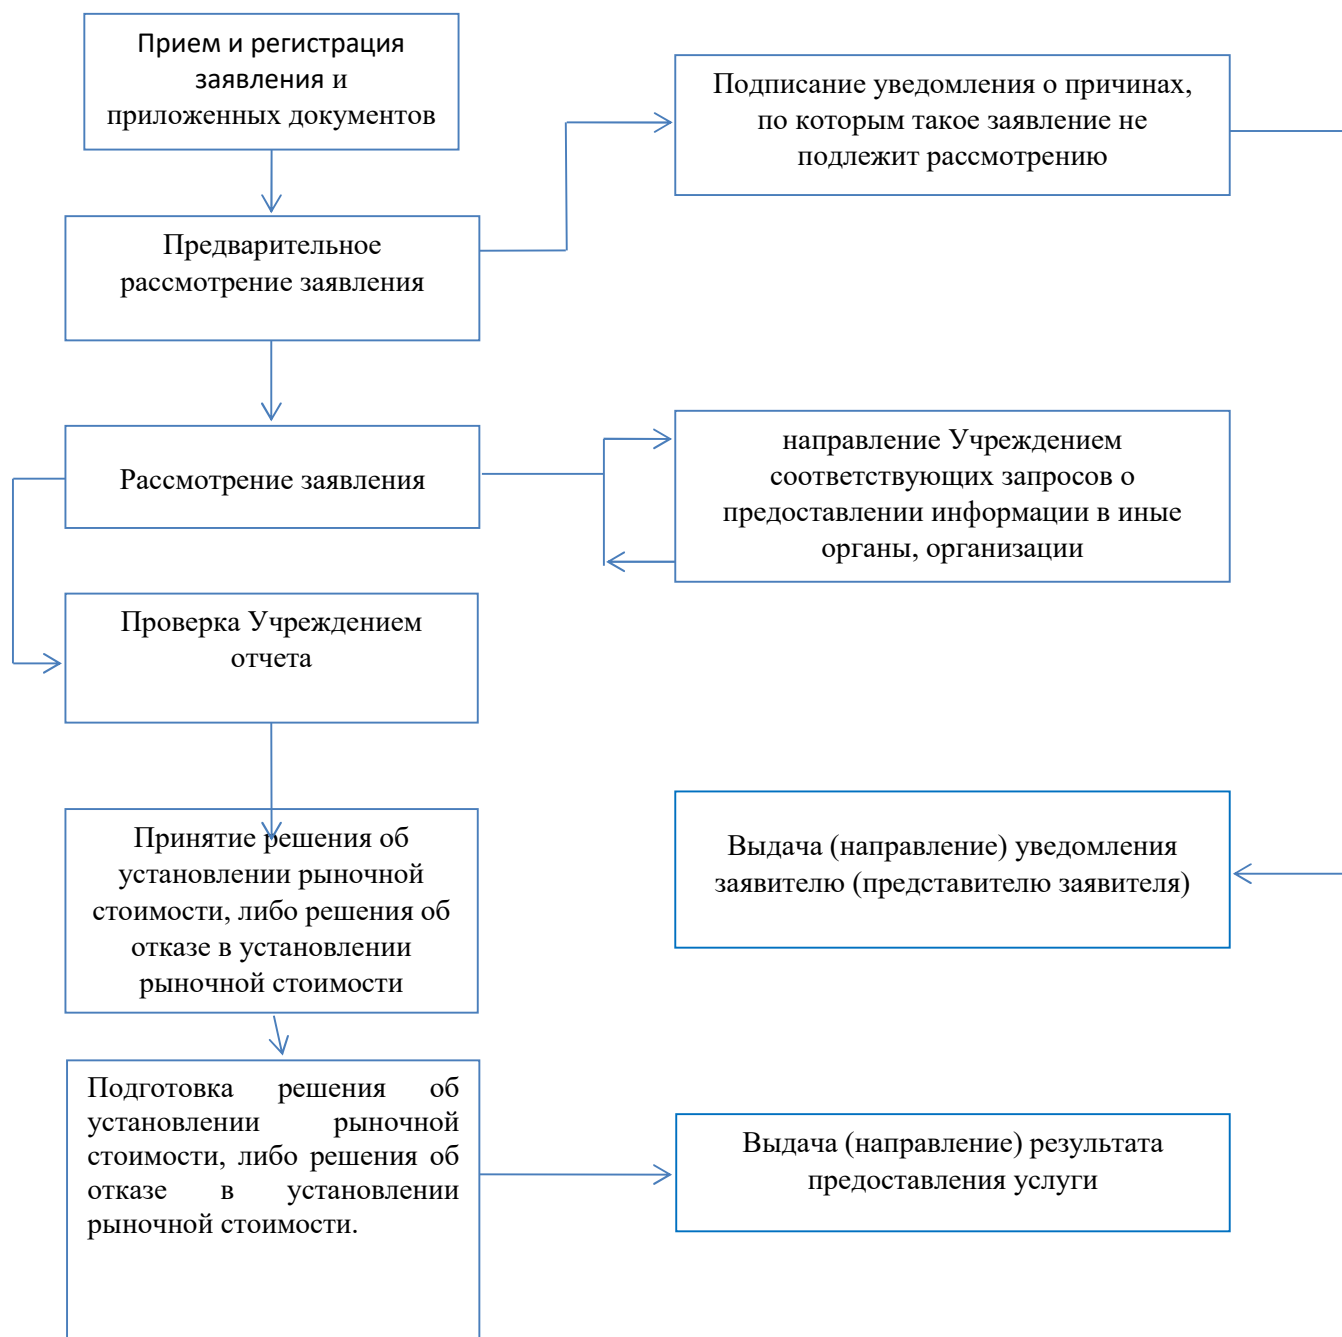 Прием и регистрация
заявления и
приложенных документов
Подписание уведомления о причинах,
по которым такое заявление не
подлежит рассмотрению
Предварительное
рассмотрение заявления
Рассмотрение заявления
направление Учреждением
соответствующих запросов о
предоставлении информации в иные
органы, организации
Проверка Учреждением
отчета
Принятие решения об
установлении рыночной
стоимости, либо решения об
отказе в установлении
рыночной стоимости
Выдача (направление) уведомления
заявителю (представителю заявителя)
Подготовка решения об
установлении рыночной
стоимости, либо решения об
отказе в установлении
рыночной стоимости.
Выдача (направление) результата
предоставления услуги